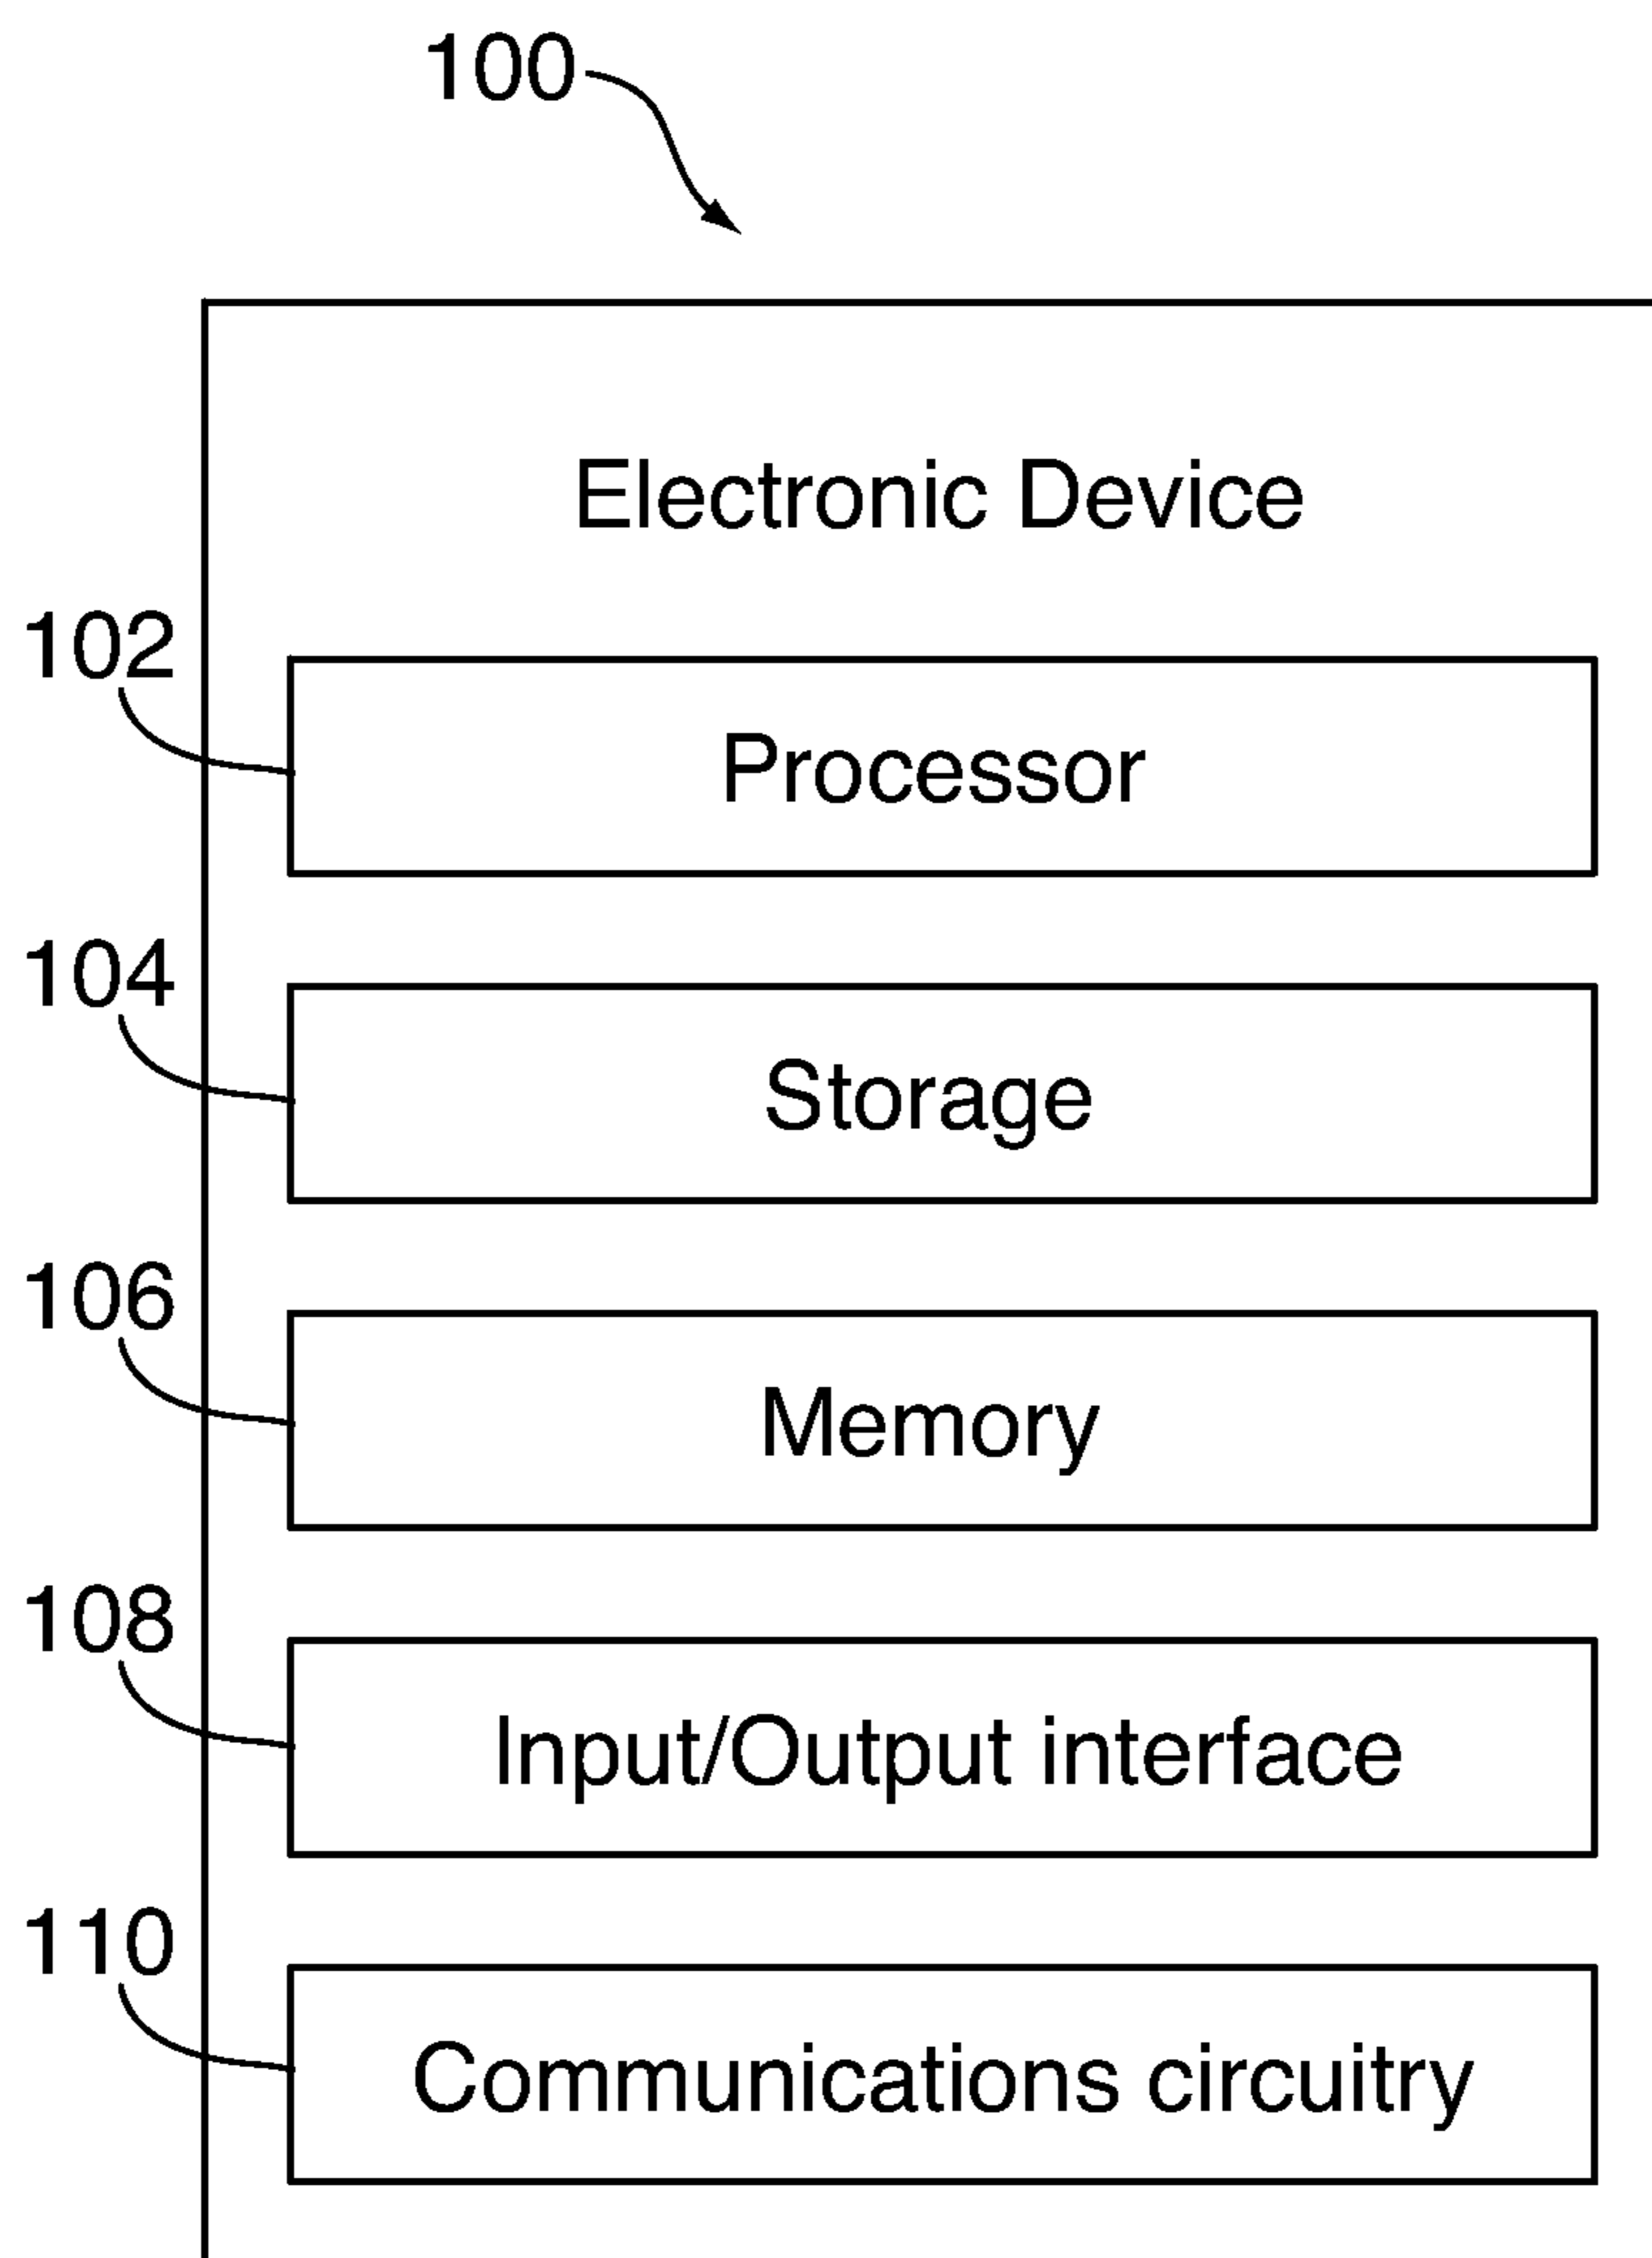 100
Electronic Device
102
Processor
104
Storage
106
Memory
108
Input/Output interface
110
Communications circuitry